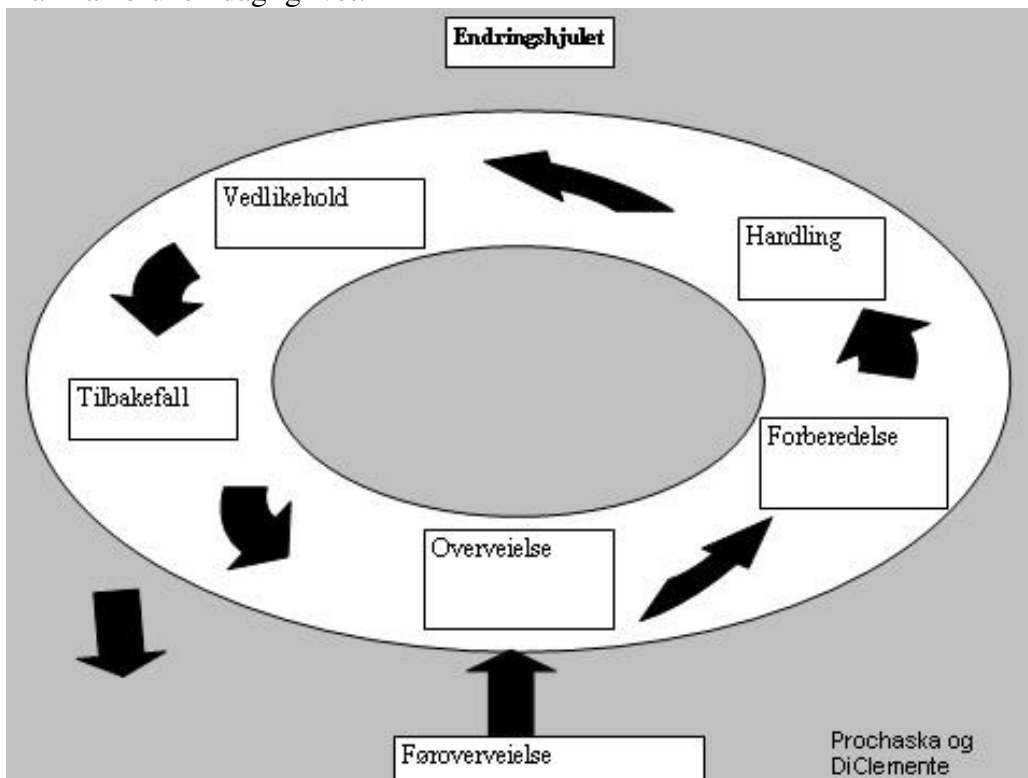 Endringshjulet
Vedlikehold
Handling
Tilbakefall
Forberedelse
Overveielse
Føroverveielse
Prochaska og
DiClemente